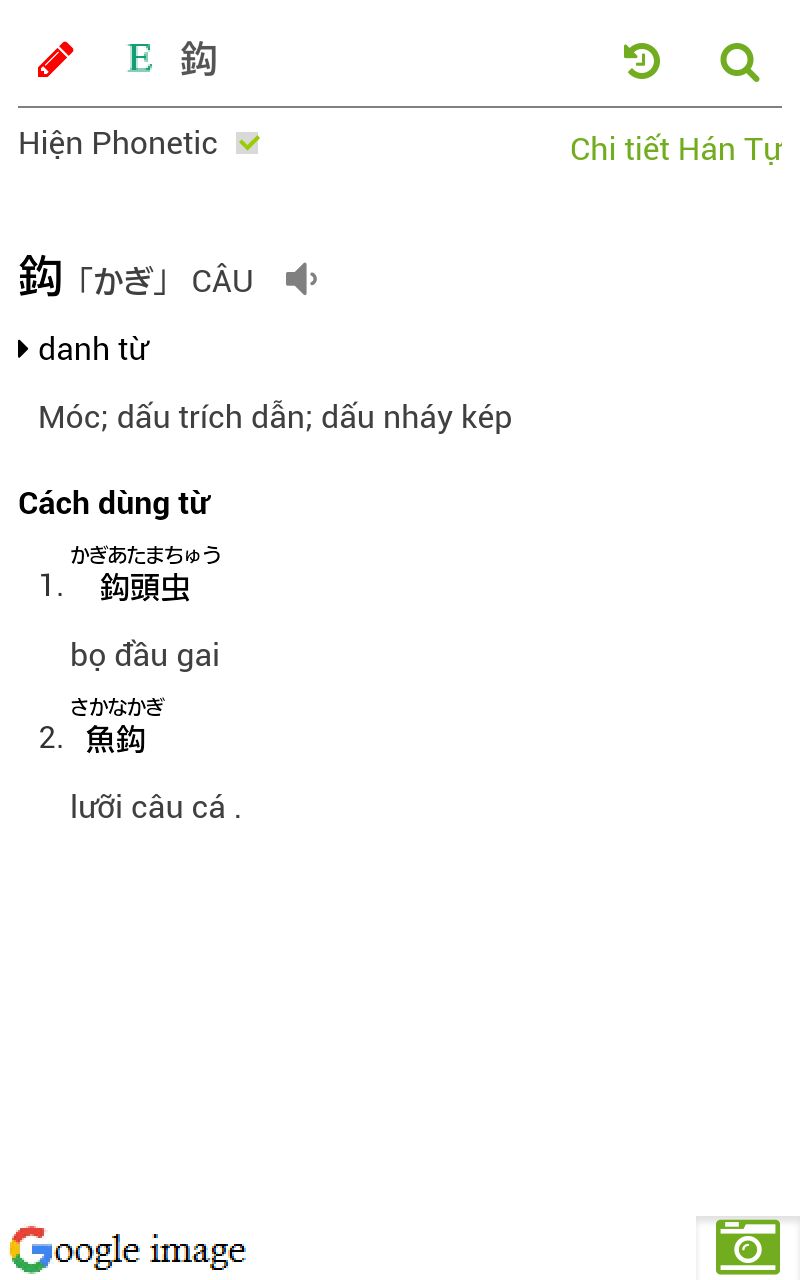 E 鈎
Hiện Phonetic
Chi tiết Hán Tự
鈎「かぎ」 CÂU
danh từ
Móc; dấu trích dẫn; dấu nháy kép
Cách dùng từ
かぎあたまちゅう
1. 鈎頭虫
bọ đầu gai
さかなかぎ
2. 魚鈎
lưỡi câu cá .
Google image